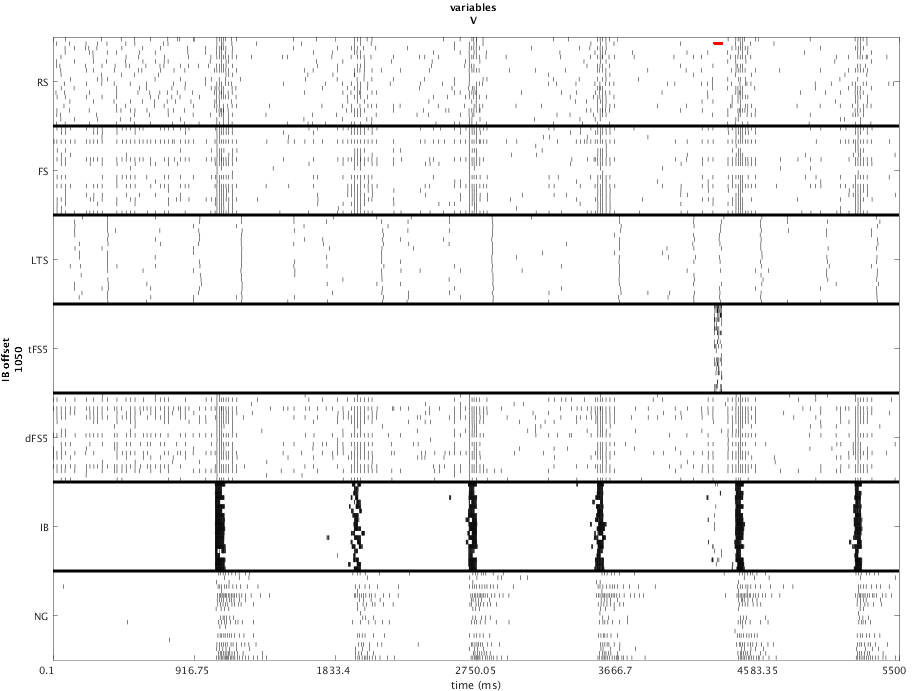 variables
V
RS
FS
LTS
tFS5
dFS5
IB
NG
IB offset
1050
0.1 916.75 1833.4 2750.05 3666.7 4583.35 5500
time (ms)